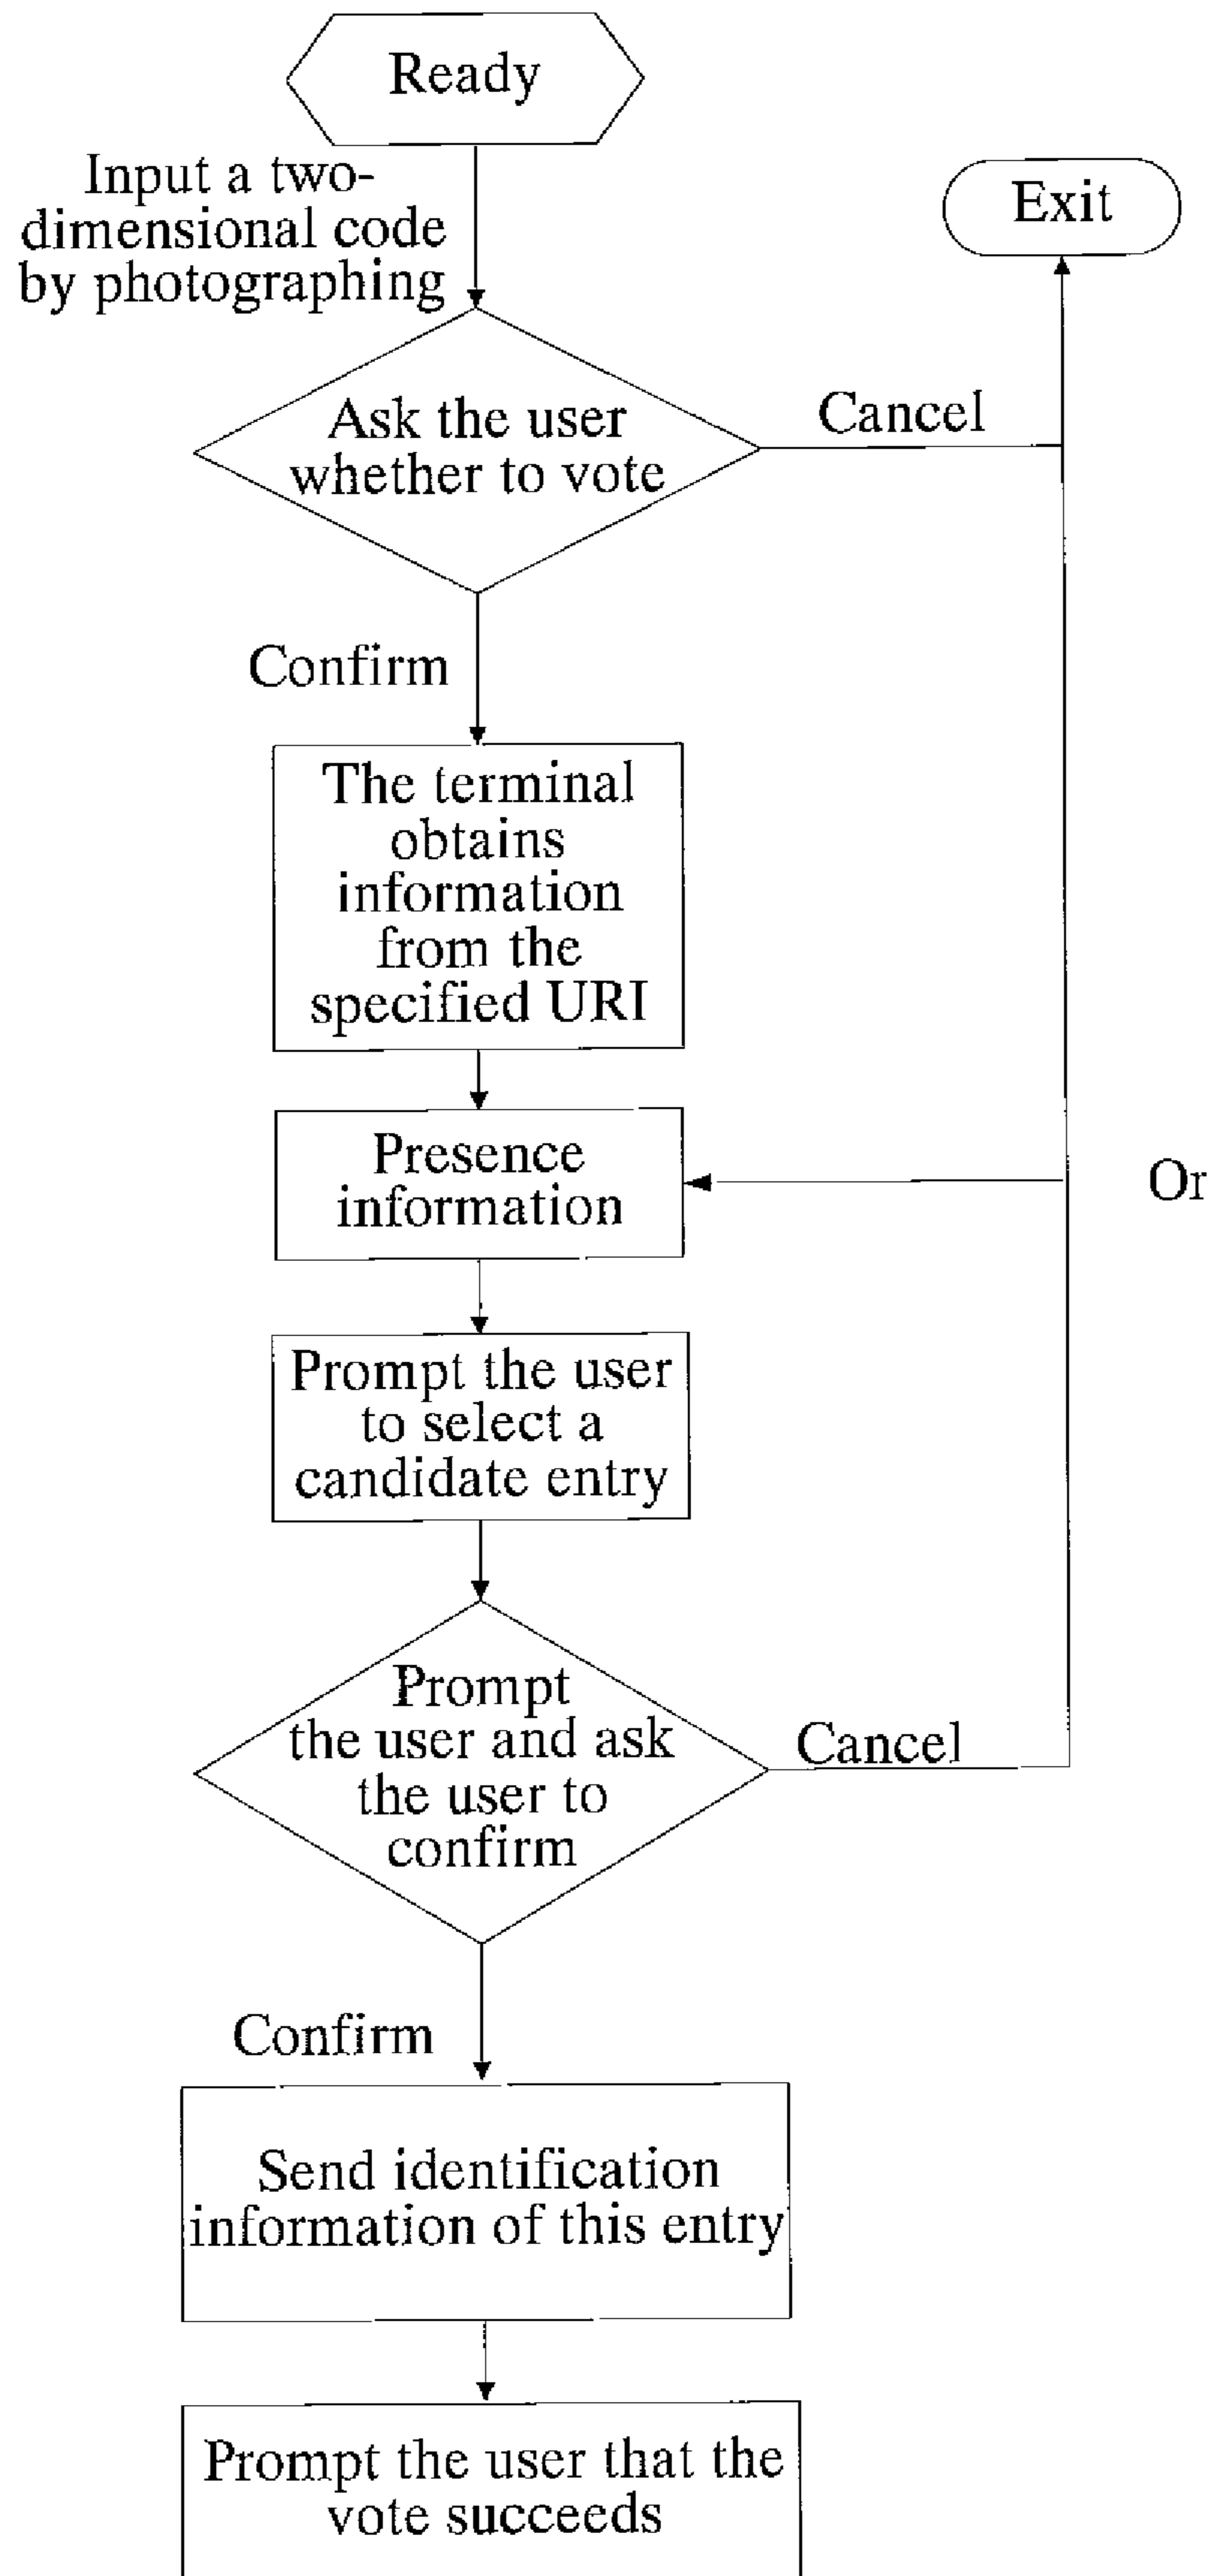 Ready
Input a two-
dimensional code
by photographing
Exit
Ask the user
whether to vote
Cancel
Confirm
The terminal
obtains
information
from the
specified URI
Presence
information
Or
Prompt the user
to select a
candidate entry
Prompt
the user and ask
the user to
confirm
Cancel
Confirm
Send identification
information of this entry
Prompt the user that the
vote succeeds